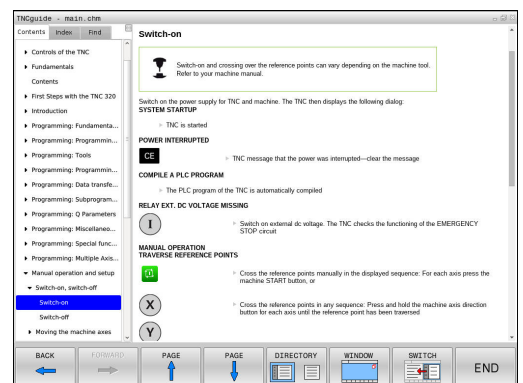 TNCguide - main.chm
Contents Index Find
Controls of the TNC
Fundamentals
Contents
First Steps with the TNC 320
Introduction
Programming: Fundamenta...
Programming: Programmin...
Programming: Tools
Programming: Programmin...
Programming: Data transfe...
Programming: Subprogram...
Programming: Q Parameters
Programming: Miscellaneo...
Programming: Special func...
Programming: Multiple Axis...
Manual operation and setup
Switch-on, switch-off
Switch-on
Switch-off
Moving the machine axes
Switch-on
Switch-on and crossing over the reference points can vary depending on the machine tool.
Refer to your machine manual.
Switch on the power supply for TNC and machine. The TNC then displays the following dialog:
SYSTEM STARTUP
TNC is started
POWER INTERRUPTED
CE
TNC message that the power was interrupted—clear the message
COMPILE A PLC PROGRAM
The PLC program of the TNC is automatically compiled
RELAY EXT. DC VOLTAGE MISSING
I
Switch on external dc voltage. The TNC checks the functioning of the EMERGENCY
STOP circuit
MANUAL OPERATION
TRAVERSE REFERENCE POINTS
Cross the reference points manually in the displayed sequence: For each axis press the
machine START button, or
X
Cross the reference points in any sequence: Press and hold the machine axis direction
button for each axis until the reference point has been traversed
Y
BACK FORWARD PAGE PAGE DIRECTORY WINDOW SWITCH END